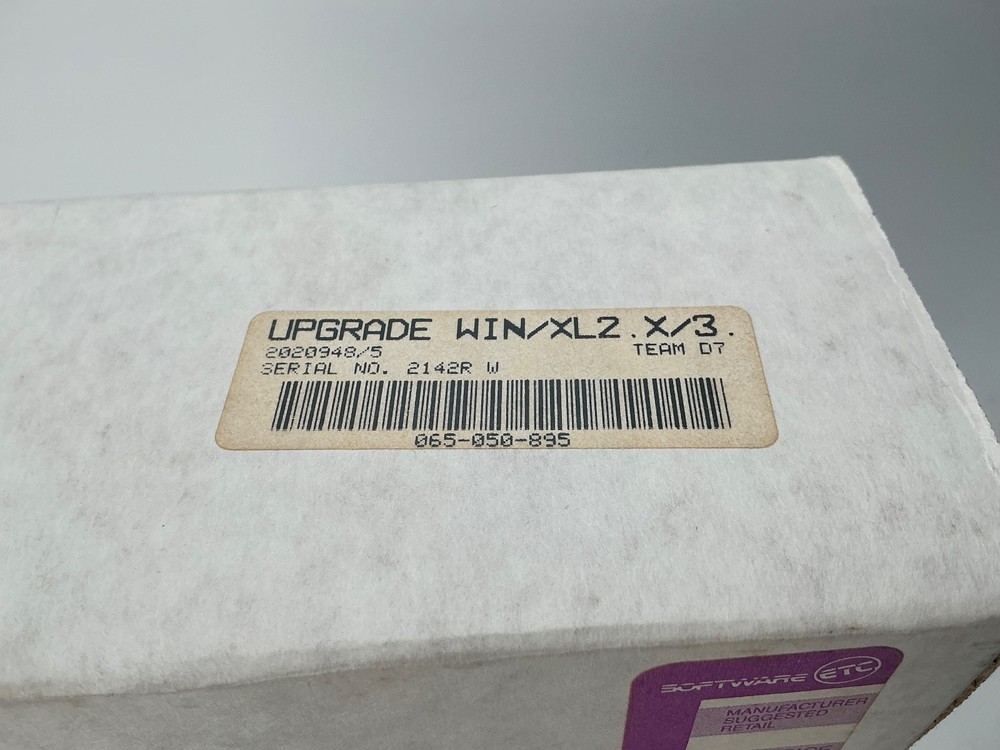 UPGRADE WIN/XL2.X/3.
2020948/5 TEAM D7
SERIAL NO. 2142R W
065-050-895
SOFTWARE ETC
MANUFACTURER
SUGGESTED
RETAIL